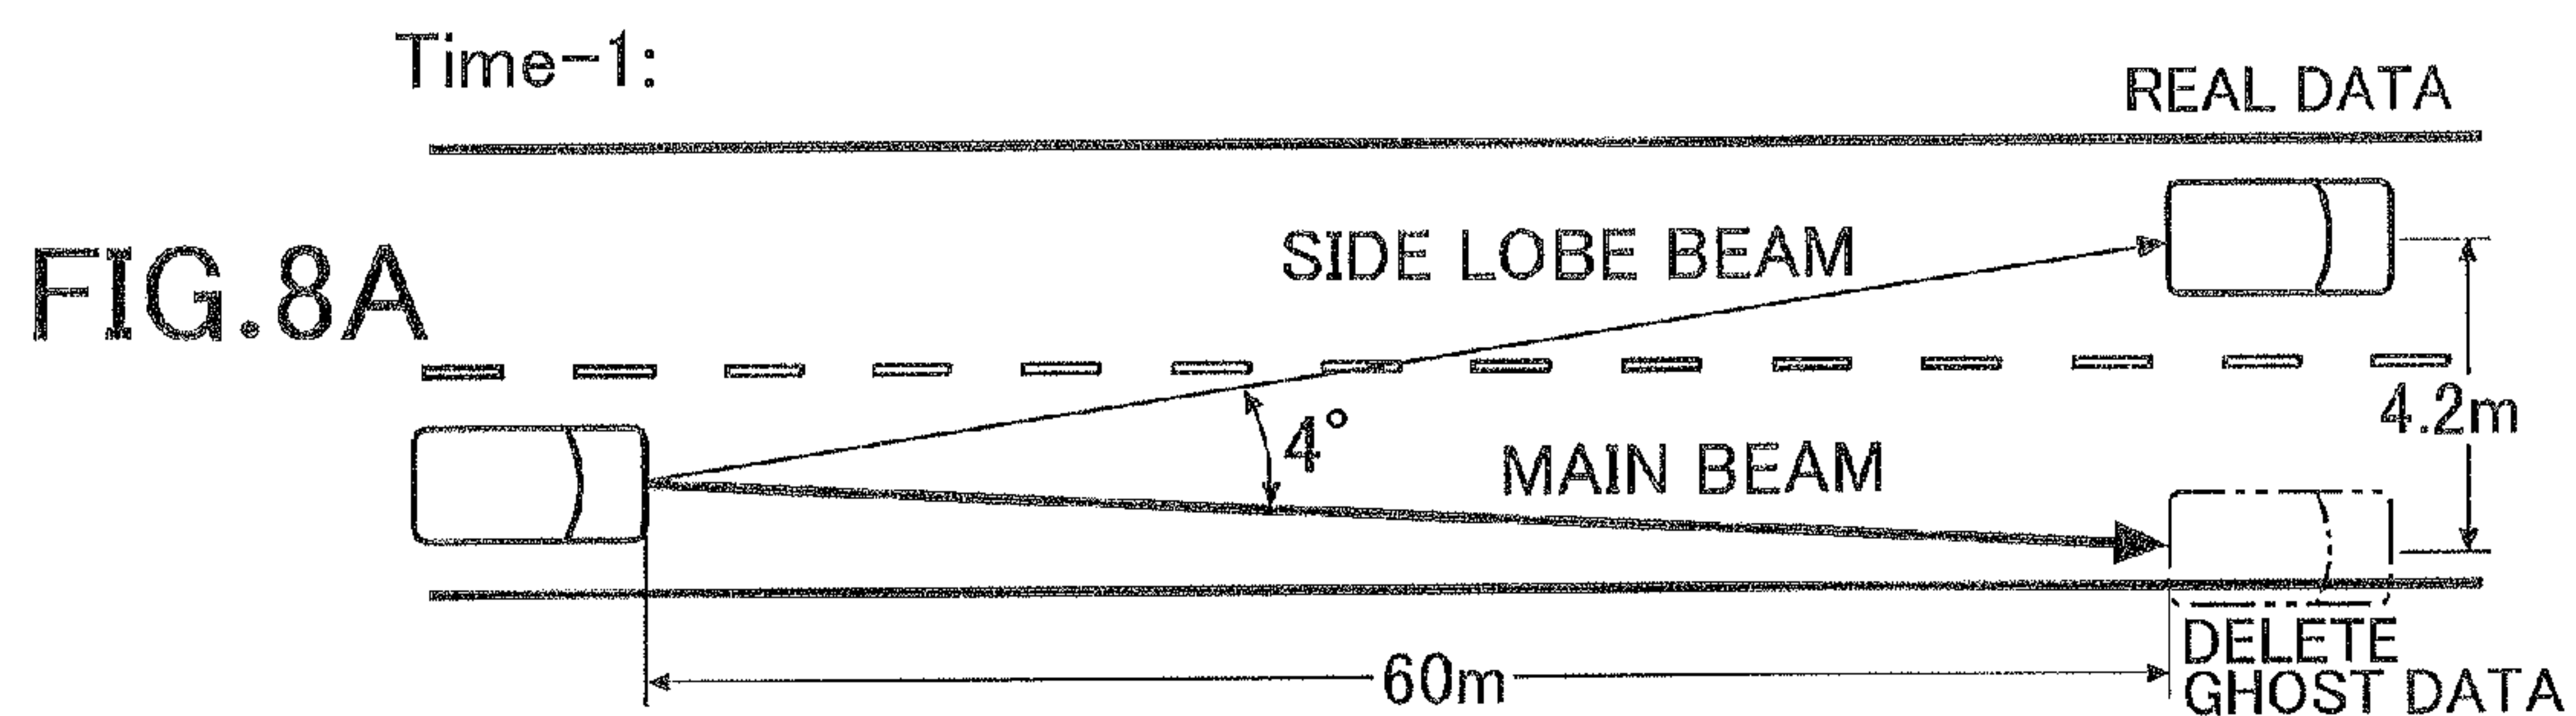 Time-1:
REAL DATA
FIG.8A
SIDE LOBE BEAM
4°
4.2m
MAIN BEAM
60m
DELETE
GHOST DATA